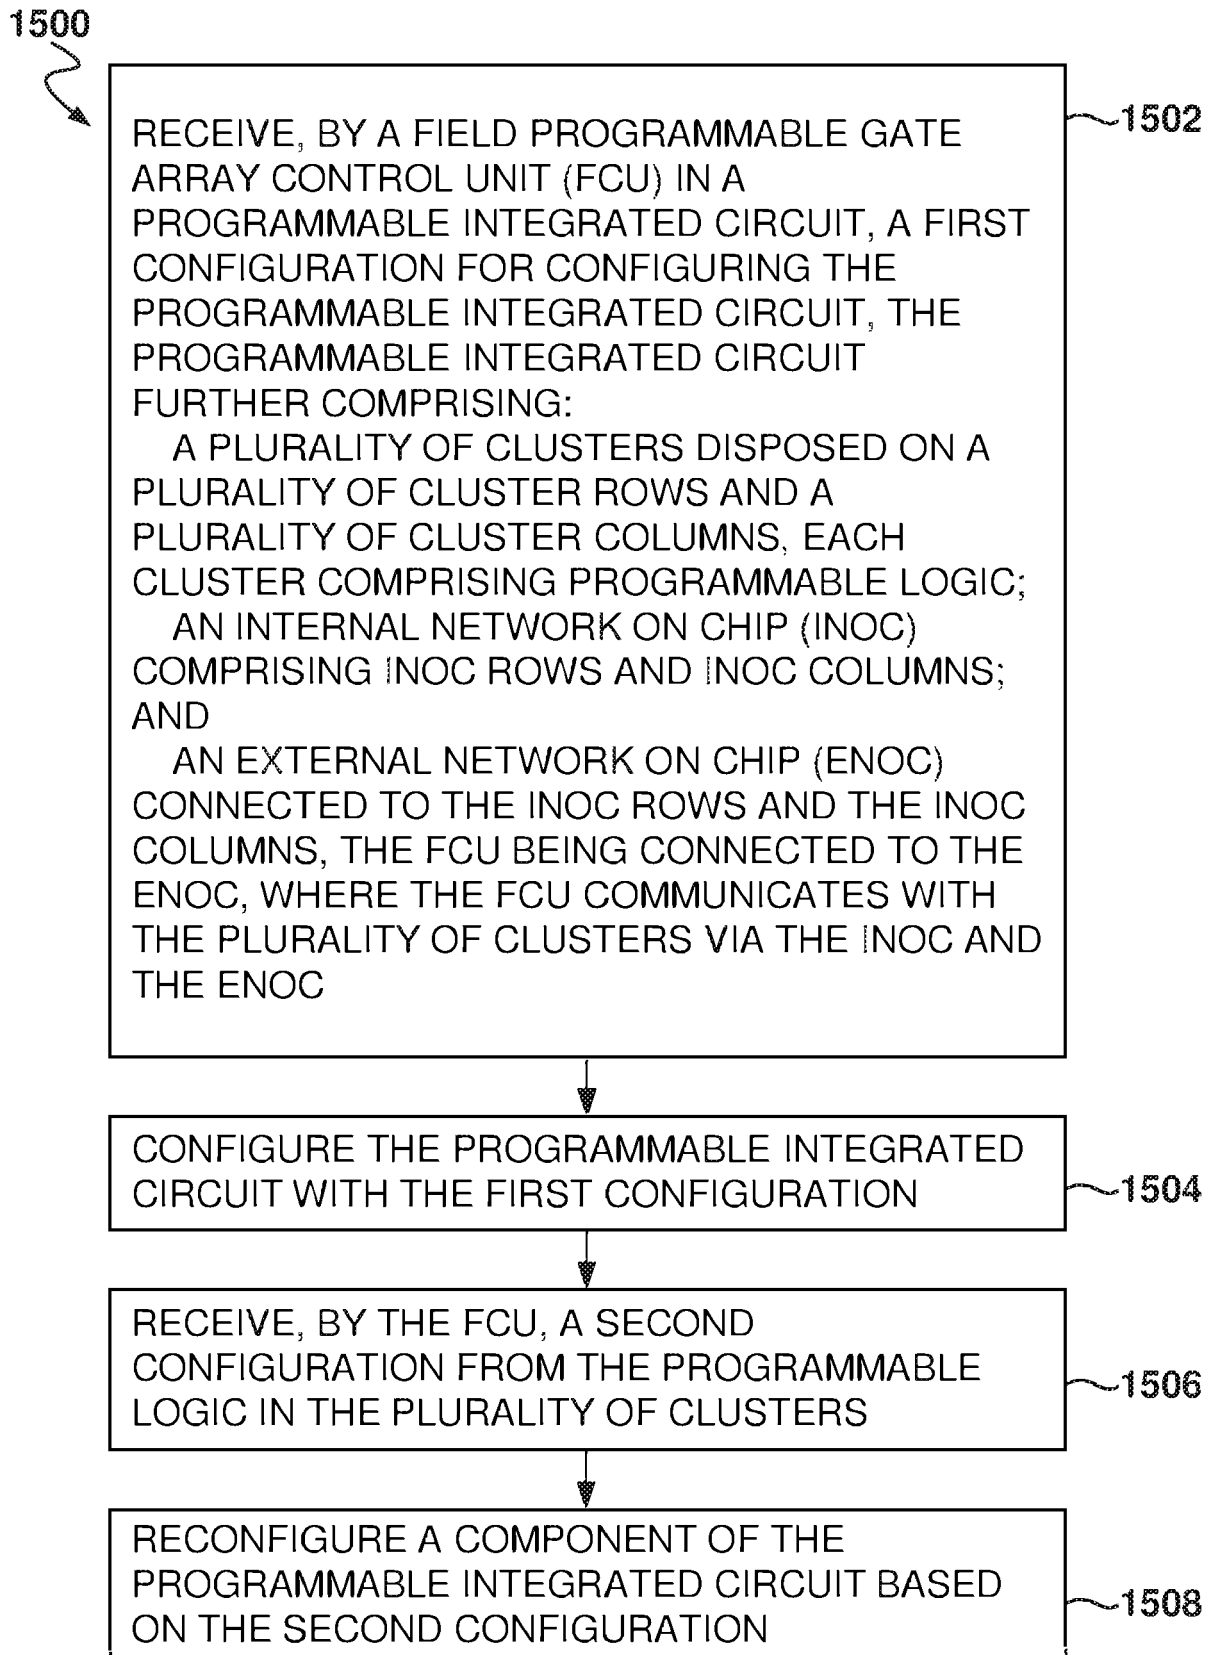 1500
RECEIVE, BY A FIELD PROGRAMMABLE GATE
ARRAY CONTROL UNIT (FCU) IN A
PROGRAMMABLE INTEGRATED CIRCUIT, A FIRST
CONFIGURATION FOR CONFIGURING THE
PROGRAMMABLE INTEGRATED CIRCUIT, THE
PROGRAMMABLE INTEGRATED CIRCUIT
FURTHER COMPRISING:
A PLURALITY OF CLUSTERS DISPOSED ON A
PLURALITY OF CLUSTER ROWS AND A
PLURALITY OF CLUSTER COLUMNS, EACH
CLUSTER COMPRISING PROGRAMMABLE LOGIC;
AN INTERNAL NETWORK ON CHIP (INOC)
COMPRISING INOC ROWS AND INOC COLUMNS;
AND
AN EXTERNAL NETWORK ON CHIP (ENOC)
CONNECTED TO THE INOC ROWS AND THE INOC
COLUMNS, THE FCU BEING CONNECTED TO THE
ENOC, WHERE THE FCU COMMUNICATES WITH
THE PLURALITY OF CLUSTERS VIA THE INOC AND
THE ENOC
1502
CONFIGURE THE PROGRAMMABLE INTEGRATED
CIRCUIT WITH THE FIRST CONFIGURATION
1504
RECEIVE, BY THE FCU, A SECOND
CONFIGURATION FROM THE PROGRAMMABLE
LOGIC IN THE PLURALITY OF CLUSTERS
1506
RECONFIGURE A COMPONENT OF THE
PROGRAMMABLE INTEGRATED CIRCUIT BASED
ON THE SECOND CONFIGURATION
1508